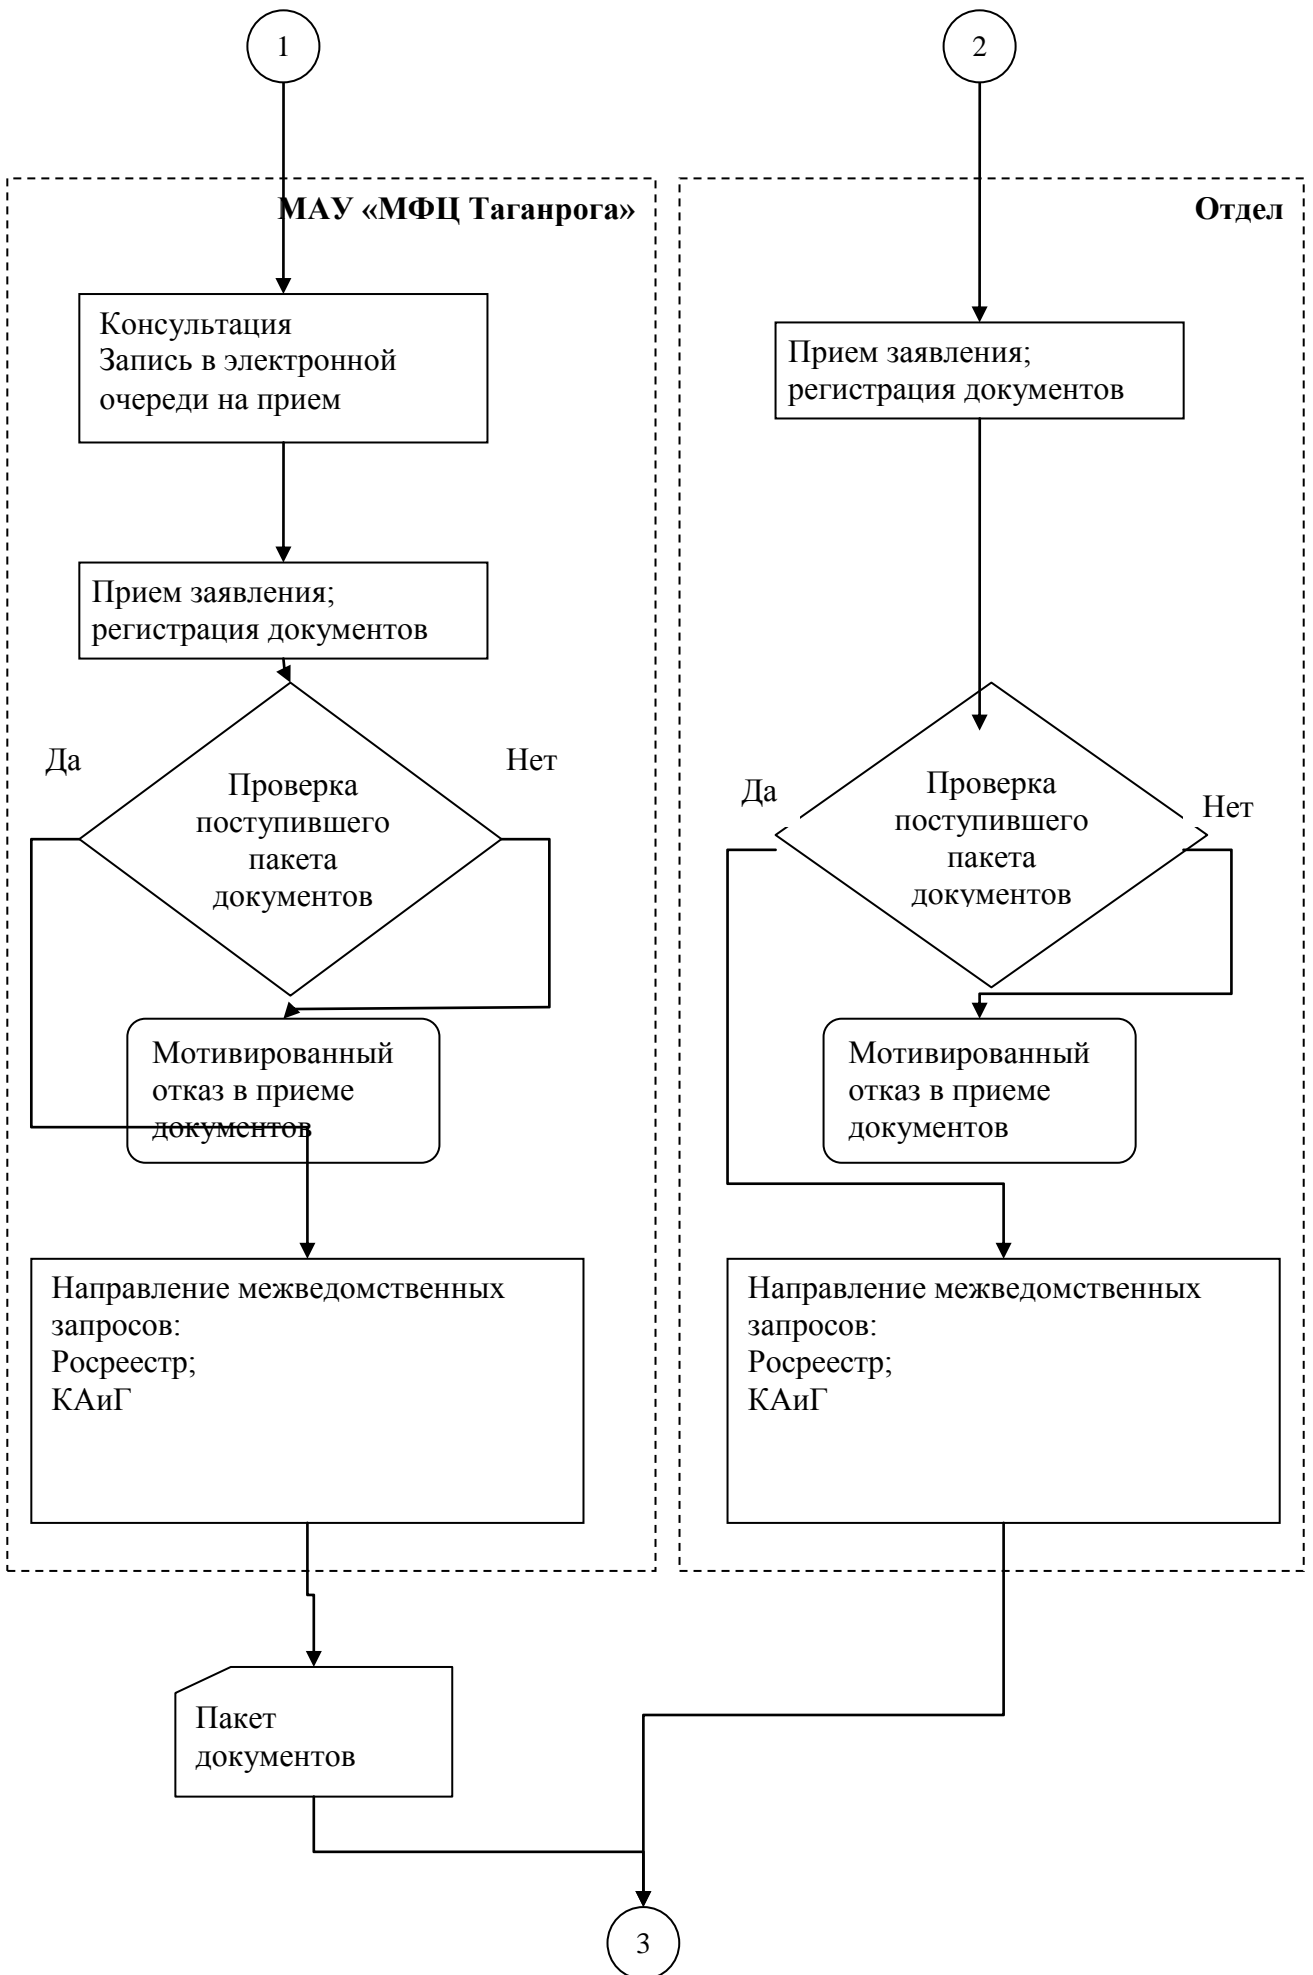 1
2
МАУ «МФЦ Таганрога»
Консультация
Запись в электронной
очереди на прием
Прием заявления;
регистрация документов
Да
Нет
Проверка
поступившего
пакета
документов
Мотивированный
отказ в приеме
документов
Направление межведомственных
запросов:
Росреестр;
КАиГ
Отдел
Прием заявления;
регистрация документов
Да
Нет
Проверка
поступившего
пакета
документов
Мотивированный
отказ в приеме
документов
Направление межведомственных
запросов:
Росреестр;
КАиГ
Пакет
документов
3